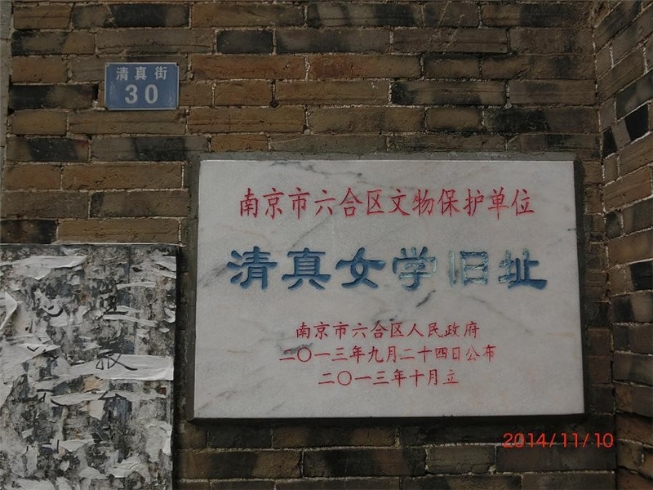 清真街
30
南京市六合区文物保护单位
清真女学旧址
南京市六合区人民政府
二〇一三年九月二十四日公布
二〇一三年十月立
2014/11/10